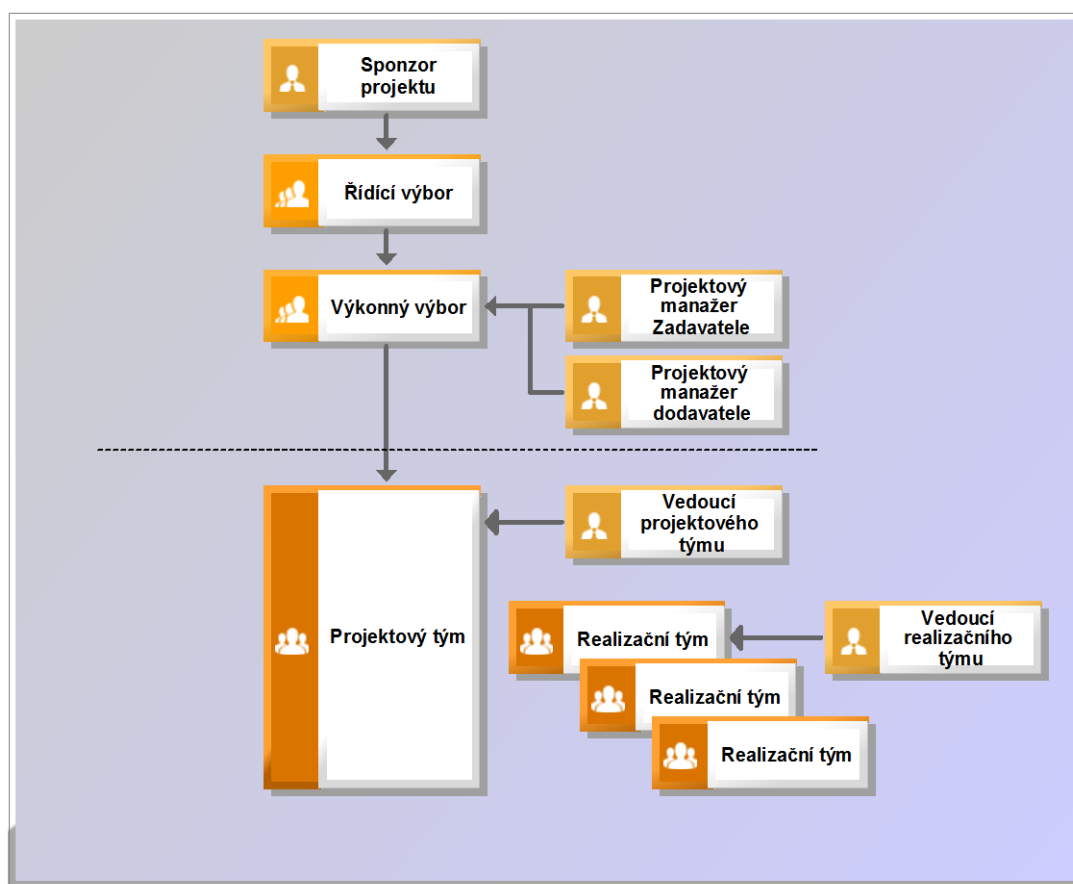 Sponzor
projektu
Řídící výbor
Výkonný výbor
Projektový
manažer
Zadavatele
Projektový
manažer
dodavatele
Projektový tým
Vedoucí
projektového
týmu
Realizační tým
Vedoucí
realizačního
týmu
Realizační tým
Realizační tým